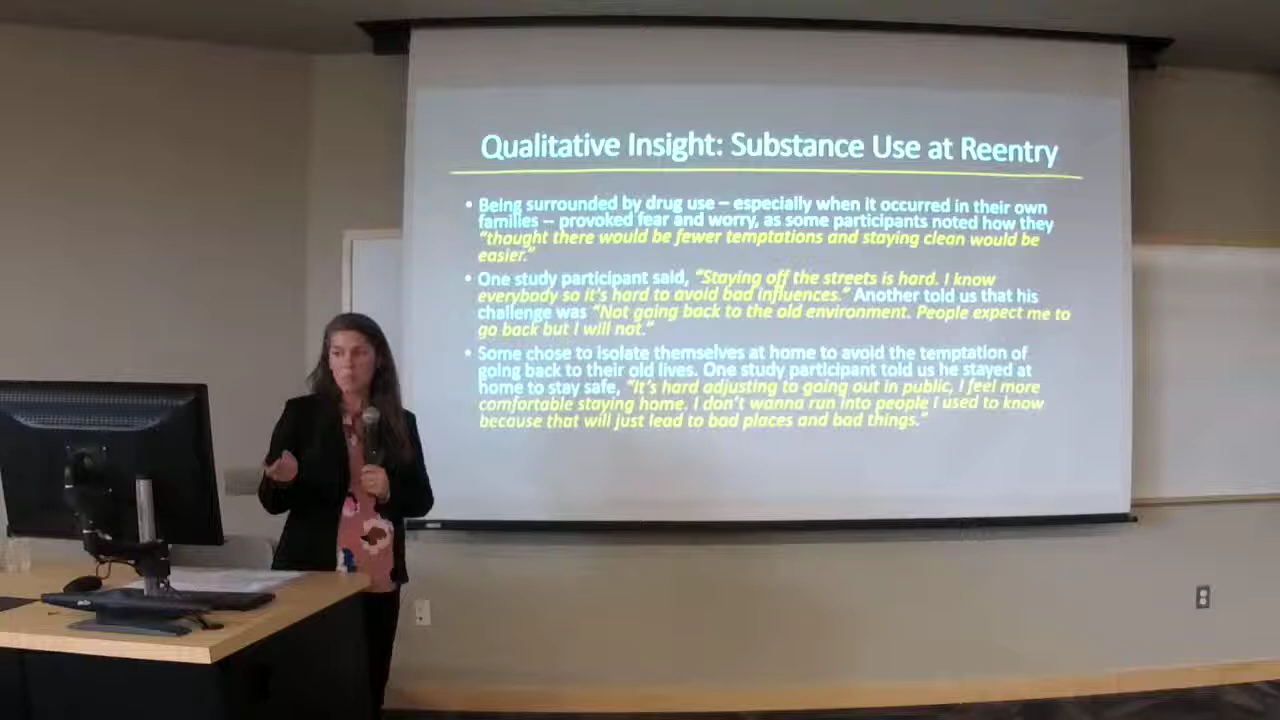 Qualitative Insight: Substance Use at Reentry
• Being surrounded by drug use – especially when it occurred in their own
families – provoked fear and worry, as some participants noted how they
“thought there would be fewer temptations and staying clean would be
easier.”
• One study participant said, “Staying off the streets is hard. I know
everybody so it’s hard to avoid bad influences.” Another told us that his
challenge was “Not going back to the old environment. People expect me to
go back but I will not.”
• Some chose to isolate themselves at home to avoid the temptation of
going back to their old lives. One study participant told us he stayed at
home to stay safe, “It’s hard adjusting to going out in public, I feel more
comfortable staying home. I don’t wanna run into people I used to know
because that will just lead to bad places and bad things.”